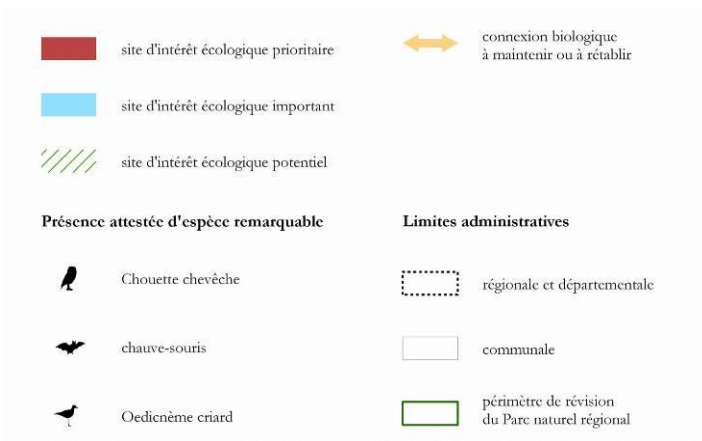 site d'intérêt écologique prioritaire
site d'intérêt écologique important
site d'intérêt écologique potentiel
connexion biologique
à maintenir ou à rétablir
Présence attestée d'espèce remarquable
Chouette chevêche
chauve-souris
Oedicnème criard
Limites administratives
régionale et départementale
communale
périmètre de révision
du Parc naturel régional